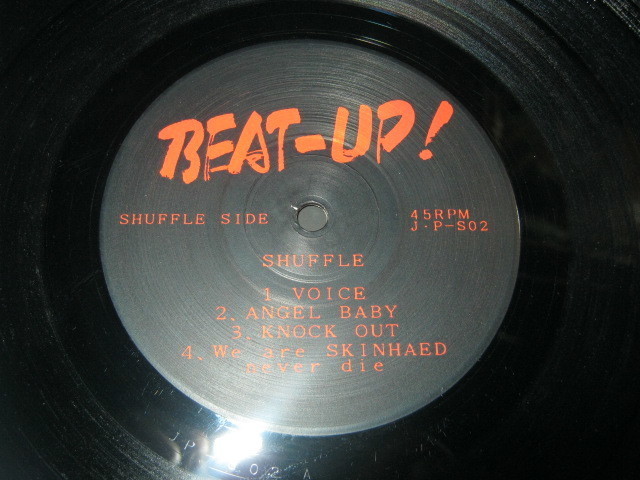 BEAT-UP!
SHUFFLE SIDE
45RPM
J·P-S02
SHUFFLE
1. VOICE
2. ANGEL BABY
3. KNOCK OUT
4. We are SKINHAED
never die